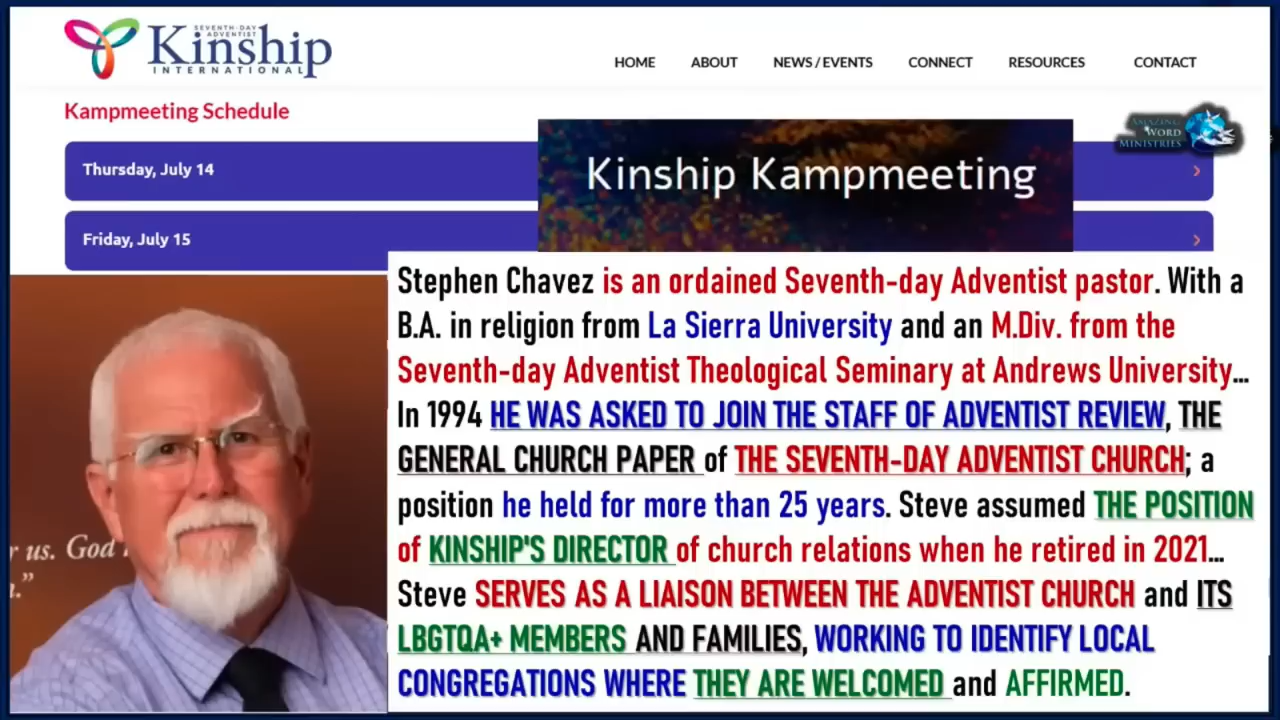 SEVENTH-DAY
ADVENTIST
Kinship
INTERNATIONAL
HOME ABOUT NEWS / EVENTS CONNECT RESOURCES CONTACT
Kampmeeting Schedule
AMAZING
WORD
MINISTRIES
Thursday, July 14
Kinship Kampmeeting
Friday, July 15
Stephen Chavez is an ordained Seventh-day Adventist pastor. With a
B.A. in religion from La Sierra University and an M.Div. from the
Seventh-day Adventist Theological Seminary at Andrews University...
In 1994 HE WAS ASKED TO JOIN THE STAFF OF ADVENTIST REVIEW, THE
GENERAL CHURCH PAPER of THE SEVENTH-DAY ADVENTIST CHURCH; a
position he held for more than 25 years. Steve assumed THE POSITION
of KINSHIP'S DIRECTOR of church relations when he retired in 2021...
Steve SERVES AS A LIAISON BETWEEN THE ADVENTIST CHURCH and ITS
LBGTQA+ MEMBERS AND FAMILIES, WORKING TO IDENTIFY LOCAL
CONGREGATIONS WHERE THEY ARE WELCOMED and AFFIRMED.
r us. God
.”